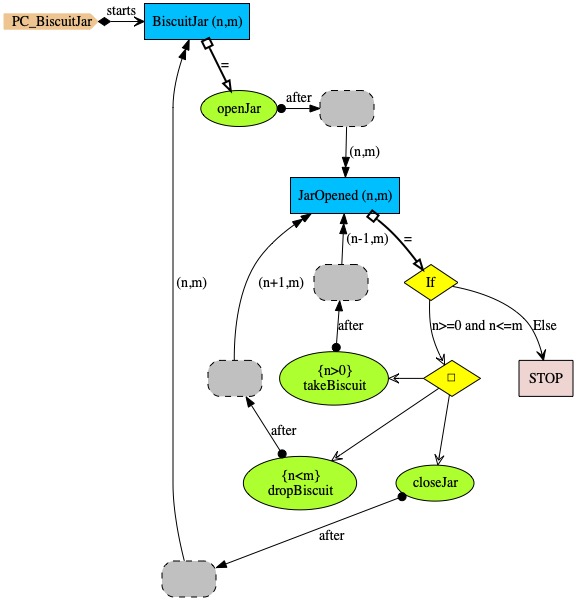 PC_BiscuitJar
starts
BiscuitJar (n,m)
=
openJar
after
(n,m)
JarOpened (n,m)
=
(n-1,m)
(n,m)
(n+1,m)
If
n>=0 and n<=m
Else
after
{n>0}
takeBiscuit
□
STOP
after
{n<m}
dropBiscuit
closeJar
after